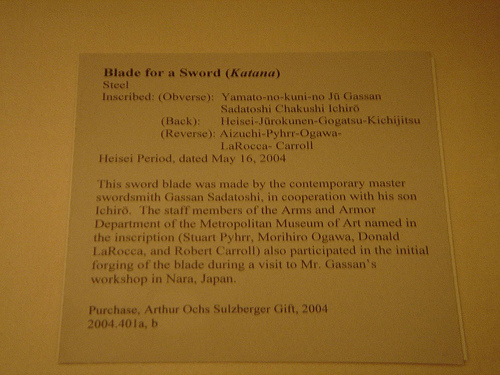 Blade for a Sword (Katana)
Steel
Inscribed: (Obverse): Yamato-no-kuni-no Jū Gassan
Sadatoshi Chakushi Ichirō
(Back): Heisei-Jūrokunen-Gogatsu-Kichijitsu
(Reverse): Aizuchi-Pyhrr-Ogawa-
LaRocca- Carroll
Heisei Period, dated May 16, 2004
This sword blade was made by the contemporary master
swordsmith Gassan Sadatoshi, in cooperation with his son
Ichirō. The staff members of the Arms and Armor
Department of the Metropolitan Museum of Art named in
the inscription (Stuart Pyhrr, Morihiro Ogawa, Donald
LaRocca, and Robert Carroll) also participated in the initial
forging of the blade during a visit to Mr. Gassan's
workshop in Nara, Japan.
Purchase, Arthur Ochs Sulzberger Gift, 2004
2004.401a, b